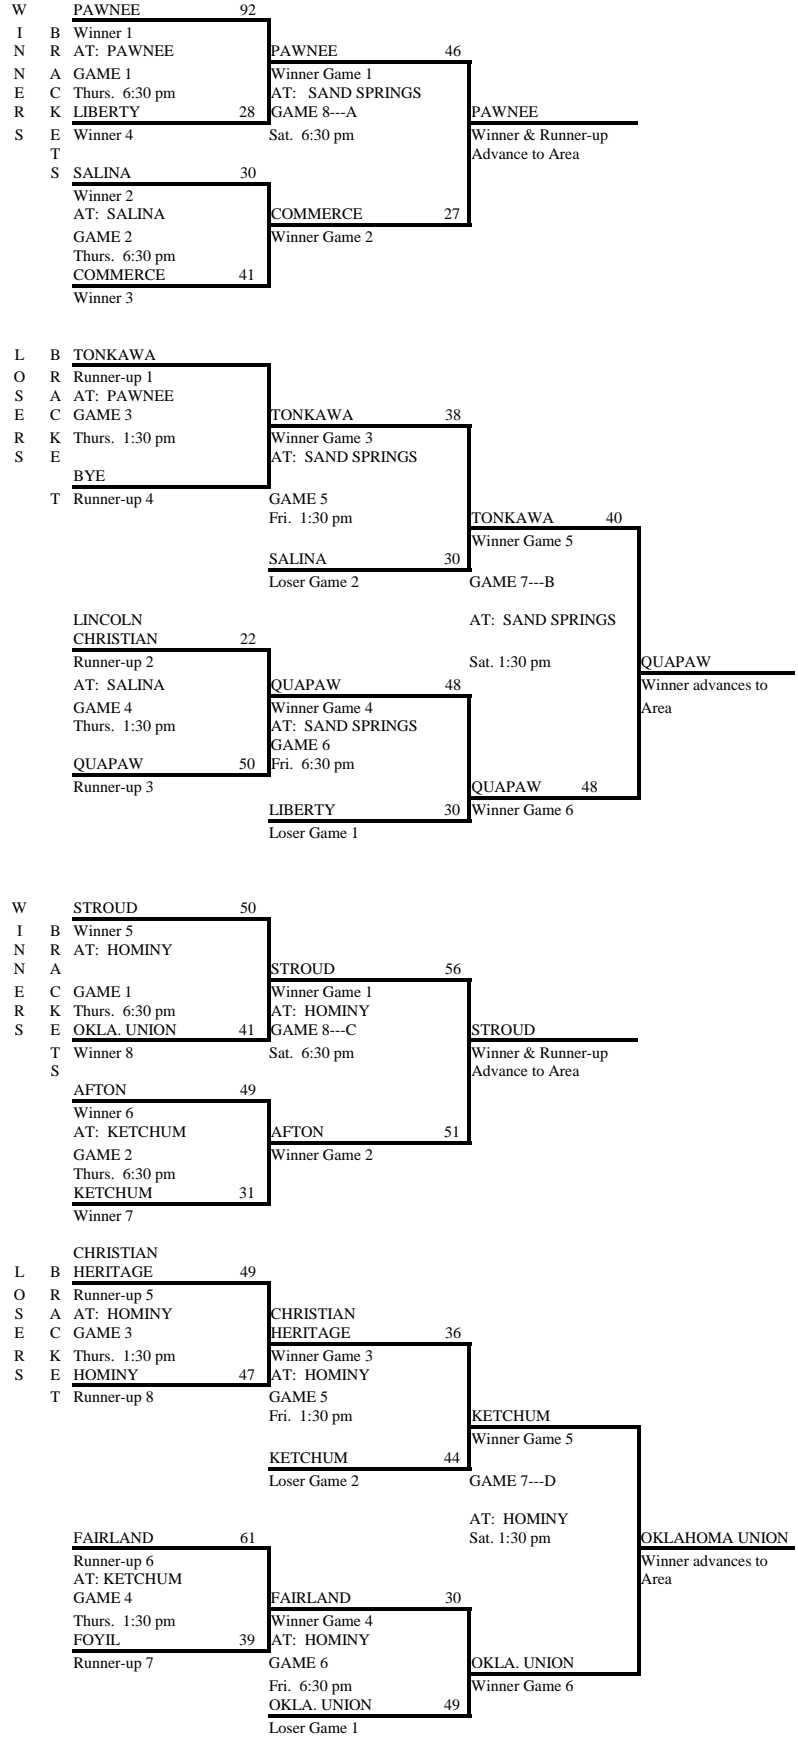 W PAWNEE 92
I B Winner 1
N R AT: PAWNEE PAWNEE 46
N A GAME 1 Winner Game 1
E C Thurs. 6:30 pm AT: SAND SPRINGS
R K LIBERTY 28 GAME 8---A PAWNEE
S E Winner 4 Sat. 6:30 pm Winner & Runner-up
T Advance to Area
S SALINA 30
Winner 2
AT: SALINA COMMERCE 27
GAME 2 Winner Game 2
Thurs. 6:30 pm
COMMERCE 41
Winner 3
L B TONKAWA
O R Runner-up 1
S A AT: PAWNEE
E C GAME 3 TONKAWA 38
R K Thurs. 1:30 pm Winner Game 3
S E AT: SAND SPRINGS
BYE
T Runner-up 4 GAME 5
Fri. 1:30 pm TONKAWA 40
Winner Game 5
SALINA 30
Loser Game 2 GAME 7---B
LINCOLN AT: SAND SPRINGS
CHRISTIAN 22
Runner-up 2 Sat. 1:30 pm QUAPAW
AT: SALINA QUAPAW 48 Winner advances to
GAME 4 Winner Game 4 Area
Thurs. 1:30 pm AT: SAND SPRINGS
GAME 6
QUAPAW 50 Fri. 6:30 pm
Runner-up 3 QUAPAW 48
LIBERTY 30 Winner Game 6
Loser Game 1
W STROUD 50
I B Winner 5
N R AT: HOMINY
N A STROUD 56
E C GAME 1 Winner Game 1
R K Thurs. 6:30 pm AT: HOMINY
S E OKLA. UNION 41 GAME 8---C STROUD
T Winner 8 Sat. 6:30 pm Winner & Runner-up
S Advance to Area
AFTON 49
Winner 6
AT: KETCHUM AFTON 51
GAME 2 Winner Game 2
Thurs. 6:30 pm
KETCHUM 31
Winner 7
CHRISTIAN
L B HERITAGE 49
O R Runner-up 5
S A AT: HOMINY CHRISTIAN
E C GAME 3 HERITAGE 36
R K Thurs. 1:30 pm Winner Game 3
S E HOMINY 47 AT: HOMINY
T Runner-up 8 GAME 5
Fri. 1:30 pm KETCHUM
Winner Game 5
KETCHUM 44
Loser Game 2 GAME 7---D
AT: HOMINY
FAIRLAND 61 Sat. 1:30 pm OKLAHOMA UNION
Runner-up 6 Winner advances to
AT: KETCHUM Area
GAME 4 FAIRLAND 30
Thurs. 1:30 pm Winner Game 4
FOYIL 39 AT: HOMINY
Runner-up 7 GAME 6 OKLA. UNION
Fri. 6:30 pm Winner Game 6
OKLA. UNION 49
Loser Game 1